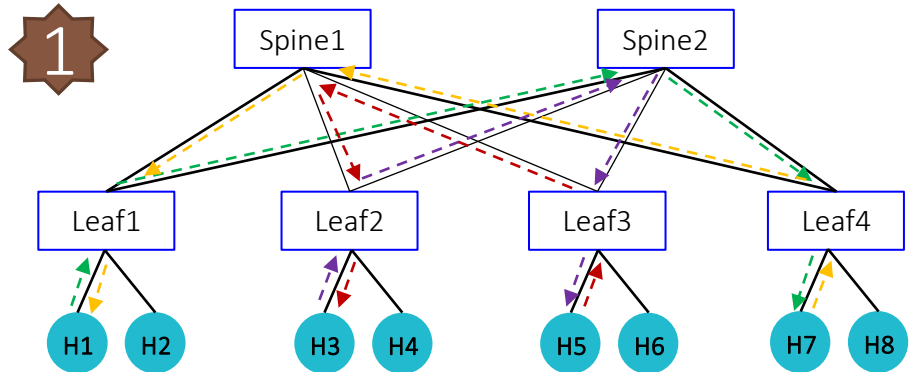 1
Spine1 Spine2
Leaf1 Leaf2 Leaf3 Leaf4
H1 H2 H3 H4 H5 H6 H7 H8